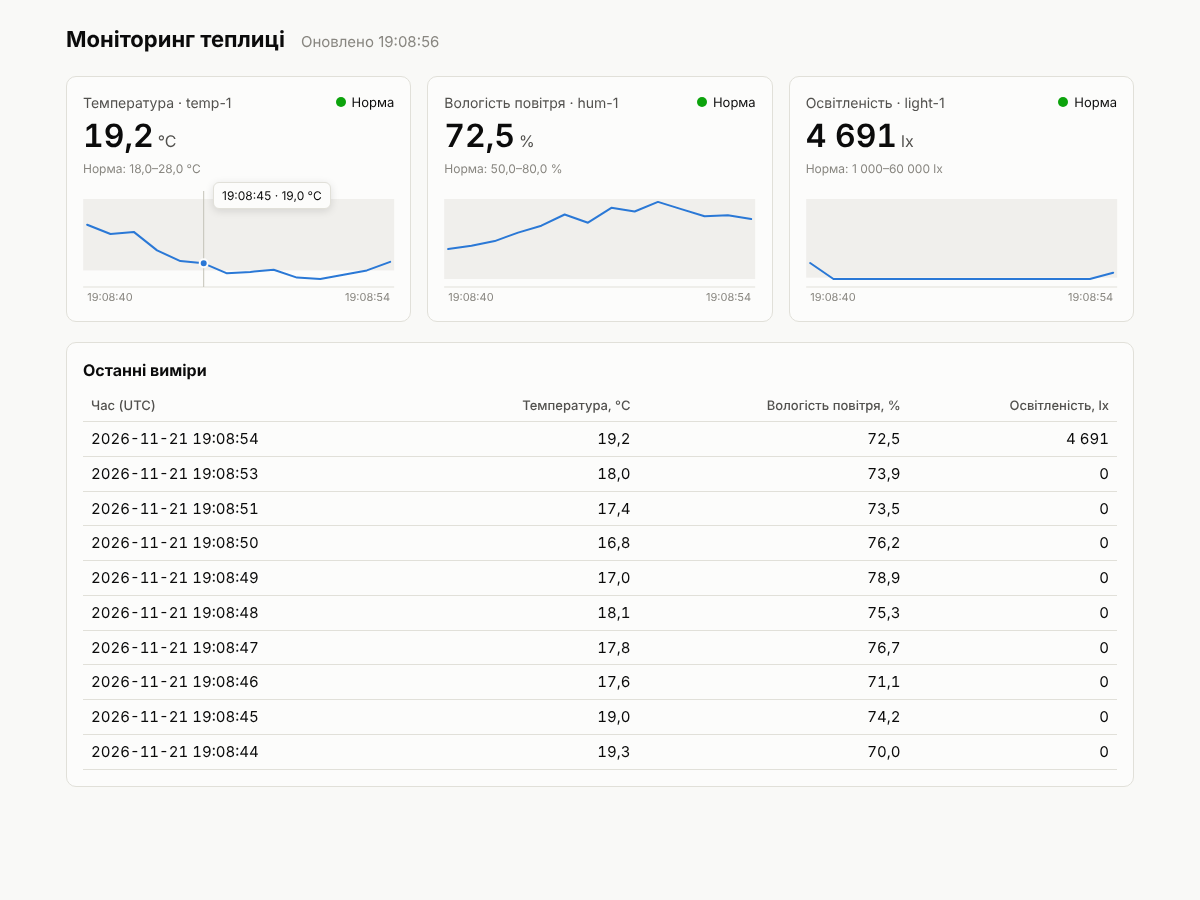 Моніторинг теплиці Оновлено 19:08:56
Температура · temp-1 Норма
19,2 °C
Норма: 18,0–28,0 °C
19:08:45 · 19,0 °C
19:08:40 19:08:54
Вологість повітря · hum-1 Норма
72,5 %
Норма: 50,0–80,0 %
19:08:40 19:08:54
Освітленість · light-1 Норма
4 691 lx
Норма: 1 000–60 000 lx
19:08:40 19:08:54
Останні виміри
Час (UTC) Температура, °C Вологість повітря, % Освітленість, lx
2026-11-21 19:08:54 19,2 72,5 4 691
2026-11-21 19:08:53 18,0 73,9 0
2026-11-21 19:08:51 17,4 73,5 0
2026-11-21 19:08:50 16,8 76,2 0
2026-11-21 19:08:49 17,0 78,9 0
2026-11-21 19:08:48 18,1 75,3 0
2026-11-21 19:08:47 17,8 76,7 0
2026-11-21 19:08:46 17,6 71,1 0
2026-11-21 19:08:45 19,0 74,2 0
2026-11-21 19:08:44 19,3 70,0 0